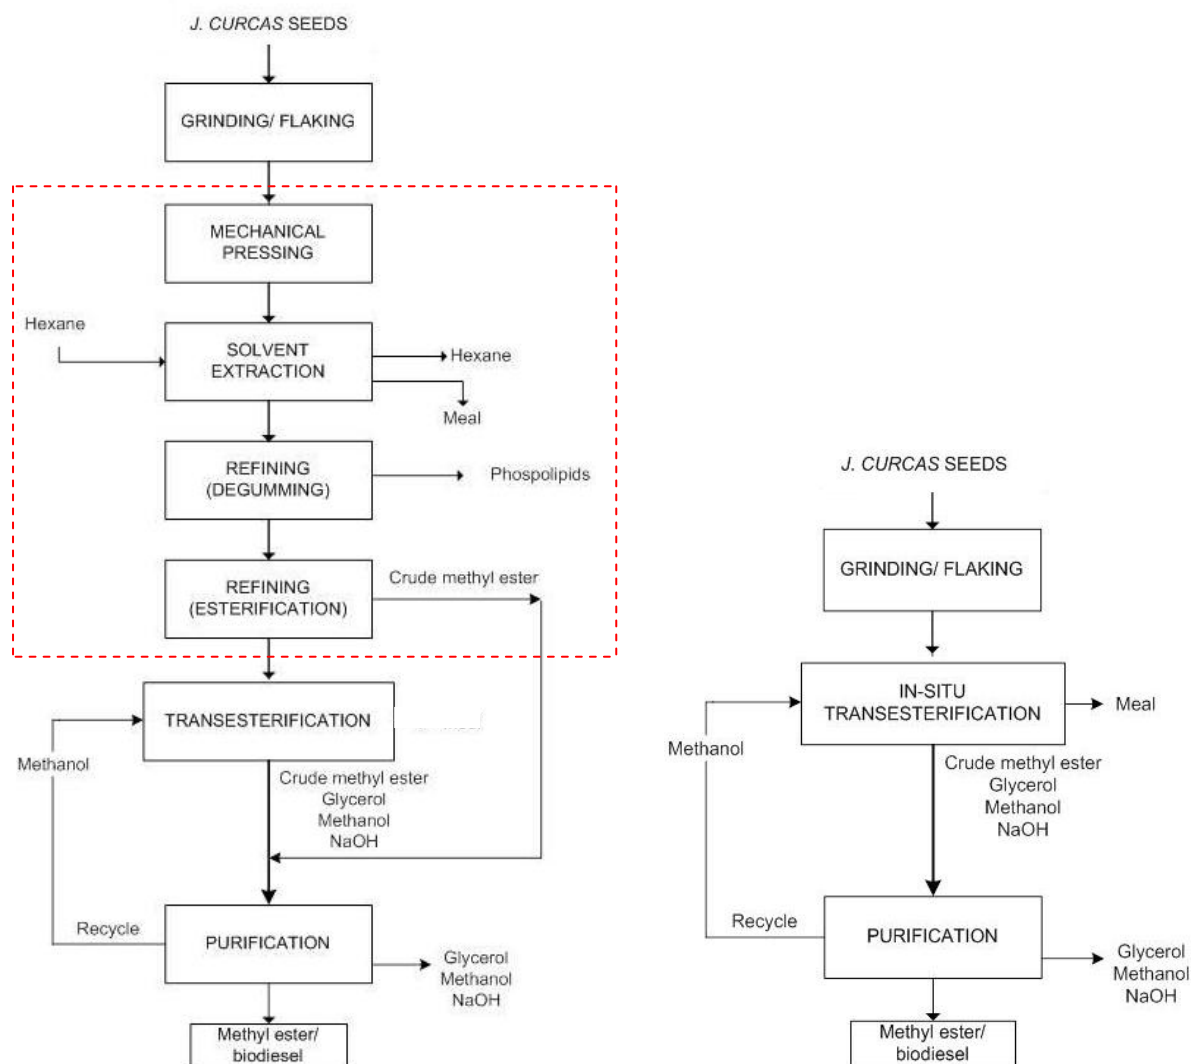 J. CURCAS SEEDS
GRINDING/ FLAKING
MECHANICAL
PRESSING
Hexane
SOLVENT
EXTRACTION
Hexane
Meal
REFINING
(DEGUMMING)
Phospolipids
REFINING
(ESTERIFICATION)
Crude methyl ester
TRANSESTERIFICATION
Methanol
Crude methyl ester
Glycerol
Methanol
NaOH
Recycle
PURIFICATION
Glycerol
Methanol
NaOH
Methyl ester/
biodiesel
J. CURCAS SEEDS
GRINDING/ FLAKING
IN-SITU
TRANSESTERIFICATION
Meal
Methanol
Crude methyl ester
Glycerol
Methanol
NaOH
Recycle
PURIFICATION
Glycerol
Methanol
NaOH
Methyl ester/
biodiesel